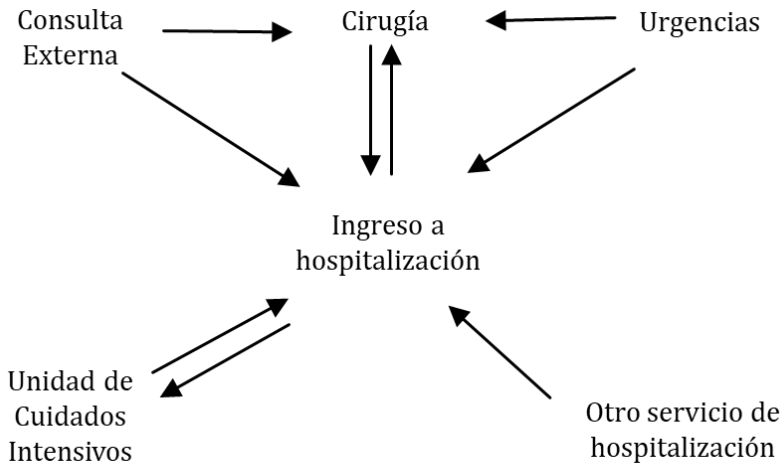 Consulta
Externa
Cirugía
Urgencias
Ingreso a
hospitalización
Unidad de
Cuidados
Intensivos
Otro servicio de
hospitalización